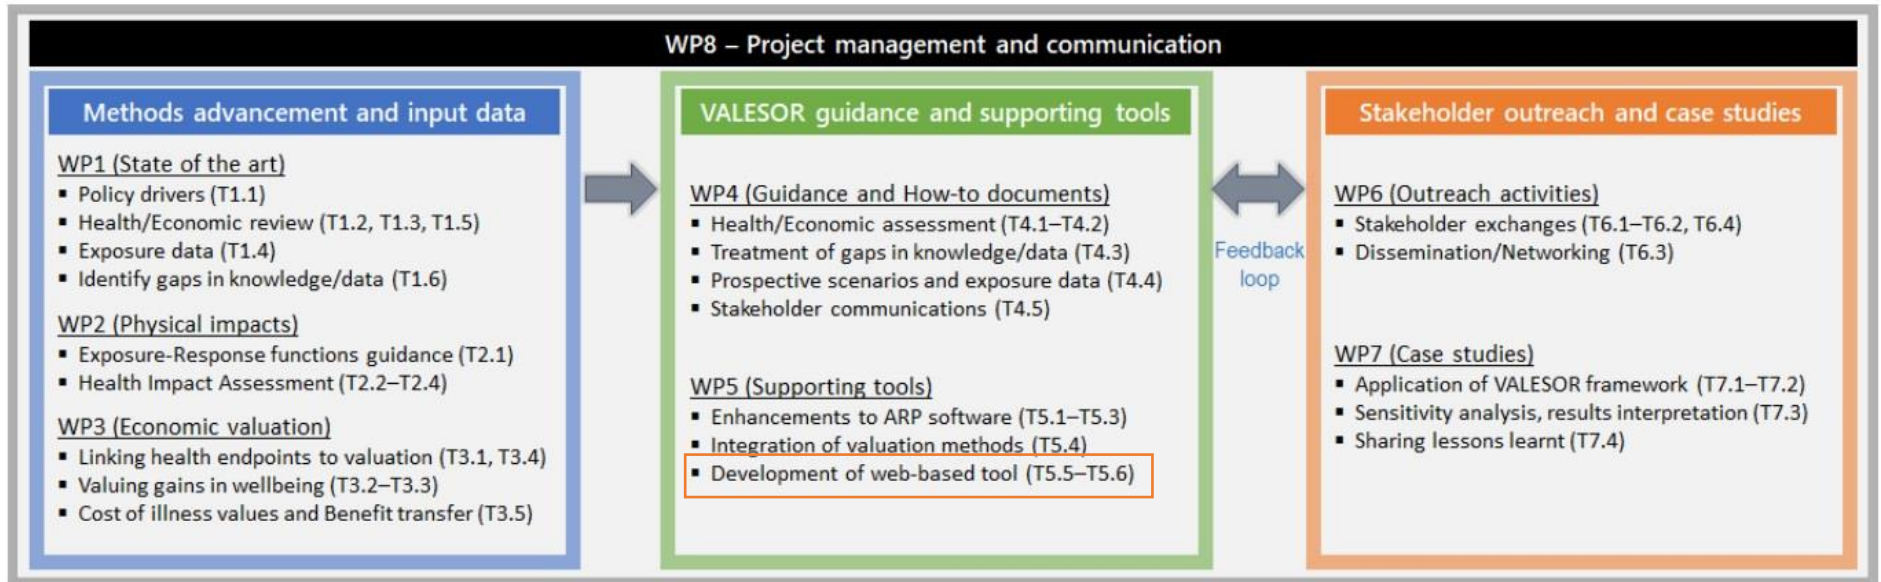 WP8 – Project management and communication
Methods advancement and input data
WP1 (State of the art)
▪ Policy drivers (T1.1)
▪ Health/Economic review (T1.2, T1.3, T1.5)
▪ Exposure data (T1.4)
▪ Identify gaps in knowledge/data (T1.6)
WP2 (Physical impacts)
▪ Exposure-Response functions guidance (T2.1)
▪ Health Impact Assessment (T2.2–T2.4)
WP3 (Economic valuation)
▪ Linking health endpoints to valuation (T3.1, T3.4)
▪ Valuing gains in wellbeing (T3.2–T3.3)
▪ Cost of illness values and Benefit transfer (T3.5)
VALESOR guidance and supporting tools
WP4 (Guidance and How-to documents)
▪ Health/Economic assessment (T4.1–T4.2)
▪ Treatment of gaps in knowledge/data (T4.3)
▪ Prospective scenarios and exposure data (T4.4)
▪ Stakeholder communications (T4.5)
WP5 (Supporting tools)
▪ Enhancements to ARP software (T5.1–T5.3)
▪ Integration of valuation methods (T5.4)
▪ Development of web-based tool (T5.5–T5.6)
Feedback
loop
Stakeholder outreach and case studies
WP6 (Outreach activities)
▪ Stakeholder exchanges (T6.1–T6.2, T6.4)
▪ Dissemination/Networking (T6.3)
WP7 (Case studies)
▪ Application of VALESOR framework (T7.1–T7.2)
▪ Sensitivity analysis, results interpretation (T7.3)
▪ Sharing lessons learnt (T7.4)